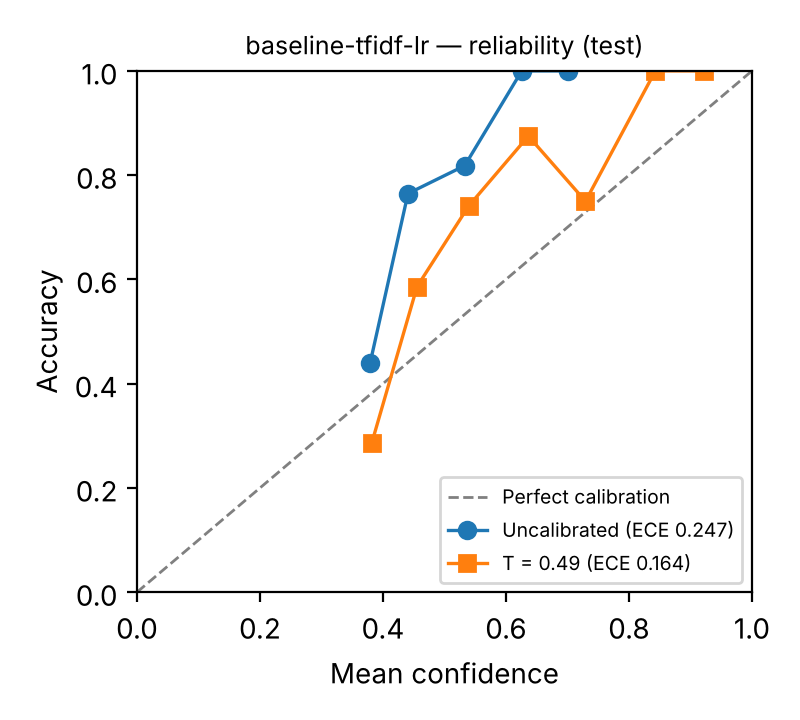 baseline-tfidf-lr — reliability (test)
1.0
0.8
0.6
0.4
0.2
0.0
Accuracy
0.0 0.2 0.4 0.6 0.8 1.0
Mean confidence
Perfect calibration
Uncalibrated (ECE 0.247)
T = 0.49 (ECE 0.164)